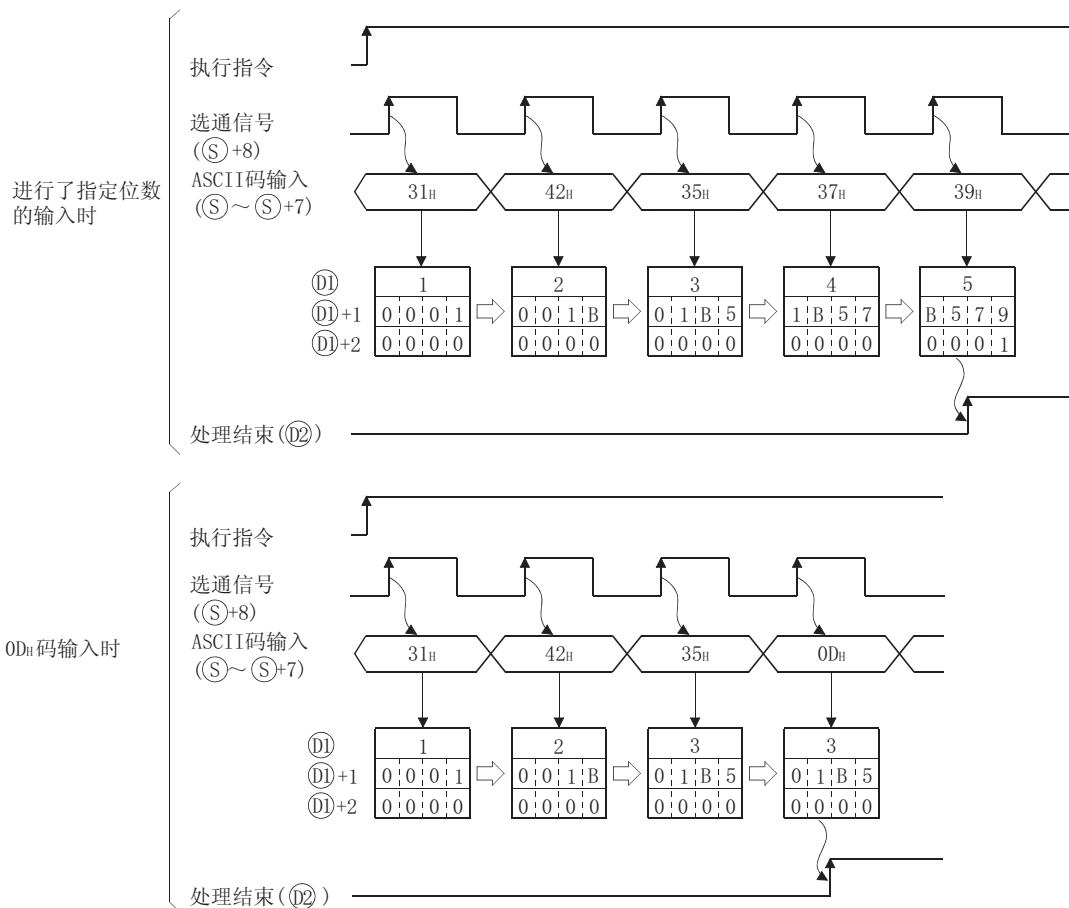 执行指令
选通信号
(Ⓢ+8)
进行了指定位数
的输入时
ASCII码输入
(Ⓢ~Ⓢ+7)
31H 42H 35H 37H 39H
D1 1 2 3 4 5
D1+1 0 0 0 1 0 0 1 B 0 1 B 5 1 B 5 7 B 5 7 9
D1+2 0 0 0 0 0 0 0 0 0 0 0 0 0 0 0 0 0 0 0 1
处理结束(D2)
执行指令
选通信号
(Ⓢ+8)
0DH码输入时
ASCII码输入
(Ⓢ~Ⓢ+7)
31H 42H 35H 0DH
D1 1 2 3 3
D1+1 0 0 0 1 0 0 1 B 0 1 B 5 0 1 B 5
D1+2 0 0 0 0 0 0 0 0 0 0 0 0 0 0 0 0
处理结束(D2)